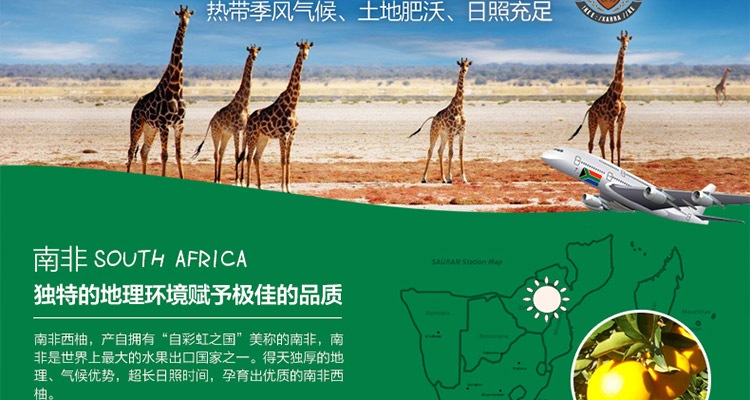 热带季风气候、土地肥沃、日照充足
南非 SOUTH AFRICA
独特的地理环境赋予极佳的品质
南非西柚，产自拥有“自彩虹之国”美称的南非，南
非是世界上最大的水果出口国家之一。得天独厚的地
理、气候优势，超长日照时间，孕育出优质的南非西
柚。
SAURAN Station Map